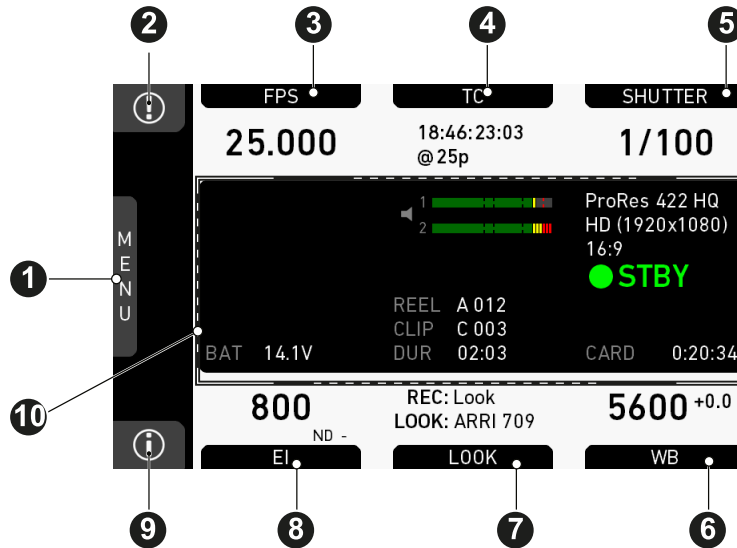 2
3
4
5
FPS
TC
SHUTTER
25.000
18:46:23:03
@25p
1/100
1
MENU
1
2
ProRes 422 HQ
HD (1920x1080)
16:9
STBY
REEL A 012
CLIP C 003
BAT 14.1V
DUR 02:03
CARD 0:20:34
10
800
ND -
REC: Look
LOOK: ARRI 709
5600 +0.0
EI
LOOK
WB
9
8
7
6